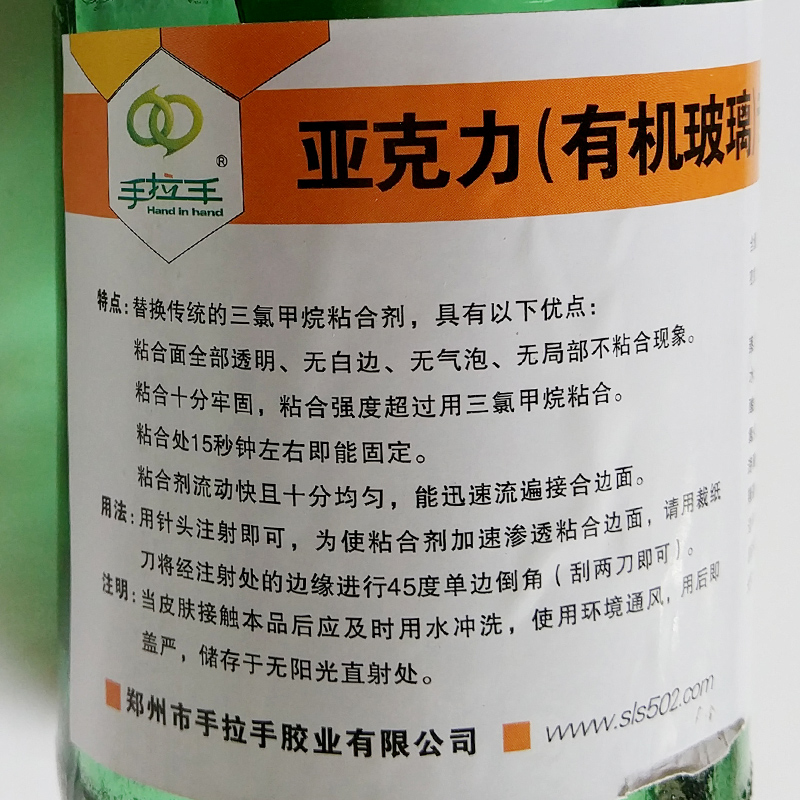 亚克力(有机玻璃)
®
手拉手
Hand in hand
特点:替换传统的三氯甲烷粘合剂，具有以下优点:
粘合面全部透明、无白边、无气泡、无局部不粘合现象。
粘合十分牢固，粘合强度超过用三氯甲烷粘合。
粘合处15秒钟左右即能固定。
粘合剂流动快且十分均匀，能迅速流遍接合边面。
用法:用针头注射即可，为使粘合剂加速渗透粘合边面，请用裁纸
刀将经注射处的边缘进行45度单边倒角（刮两刀即可）。
注明:当皮肤接触本品后应及时用水冲洗，使用环境通风，用后即
盖严，储存于无阳光直射处。
郑州市手拉手胶业有限公司
www.sls502.com